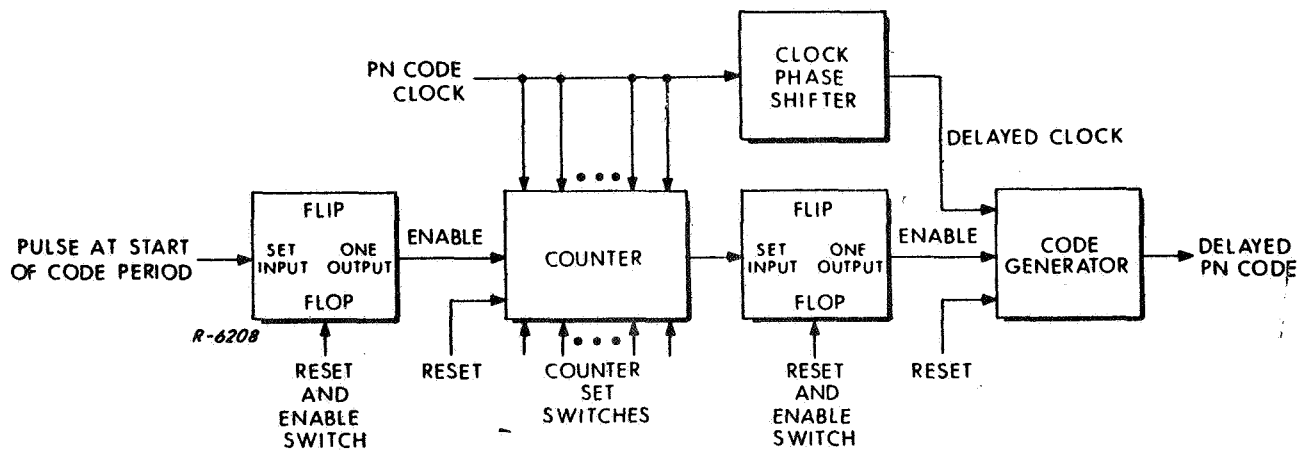 PN CODE
CLOCK
CLOCK
PHASE
SHIFTER
DELAYED CLOCK
PULSE AT START
OF CODE PERIOD
FLIP
SET
INPUT
ONE
OUTPUT
FLOP
R-6208
RESET
AND
ENABLE
SWITCH
ENABLE
RESET
COUNTER
COUNTER
SET
SWITCHES
FLIP
SET
INPUT
ONE
OUTPUT
FLOP
RESET
AND
ENABLE
SWITCH
ENABLE
RESET
CODE
GENERATOR
DELAYED
PN CODE